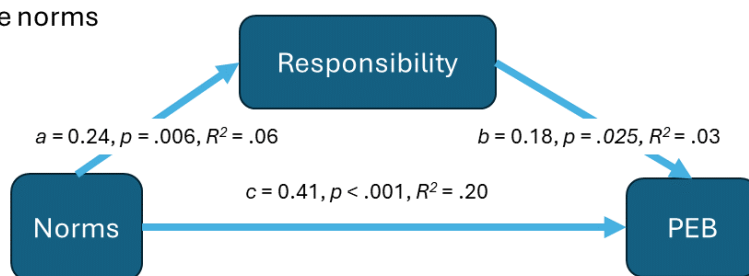 e norms
Responsibility
a = 0.24, p = .006, R² = .06
b = 0.18, p = .025, R² = .03
c = 0.41, p < .001, R² = .20
Norms
PEB